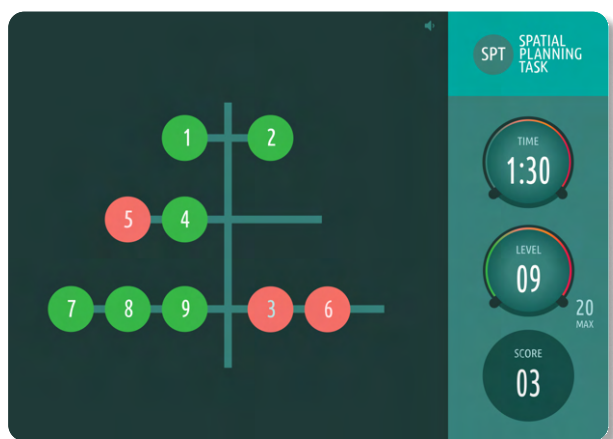 SPT
SPATIAL
PLANNING
TASK
1 2
5 4
7 8 9 3 6
TIME
1:30
LEVEL
09
20
MAX
SCORE
03